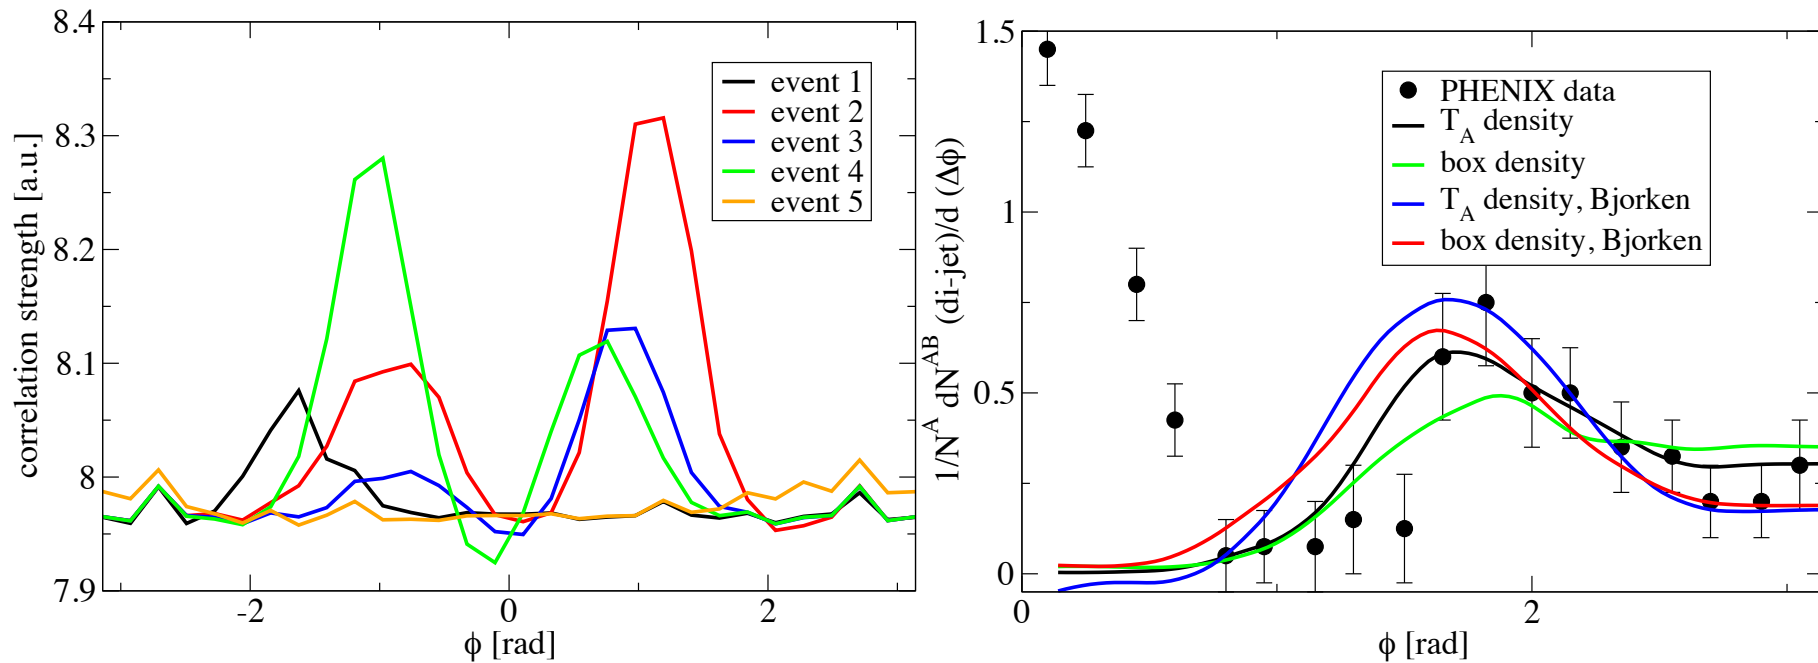 8.4
8.3
8.2
8.1
8
7.9
correlation strength [a.u.]
-2
0
2
ϕ [rad]
event 1
event 2
event 3
event 4
event 5
1.5
1
0.5
0
1/N^A dN^AB (di-jet)/d (Δϕ)
0
2
ϕ [rad]
PHENIX data
T_A density
box density
T_A density, Bjorken
box density, Bjorken